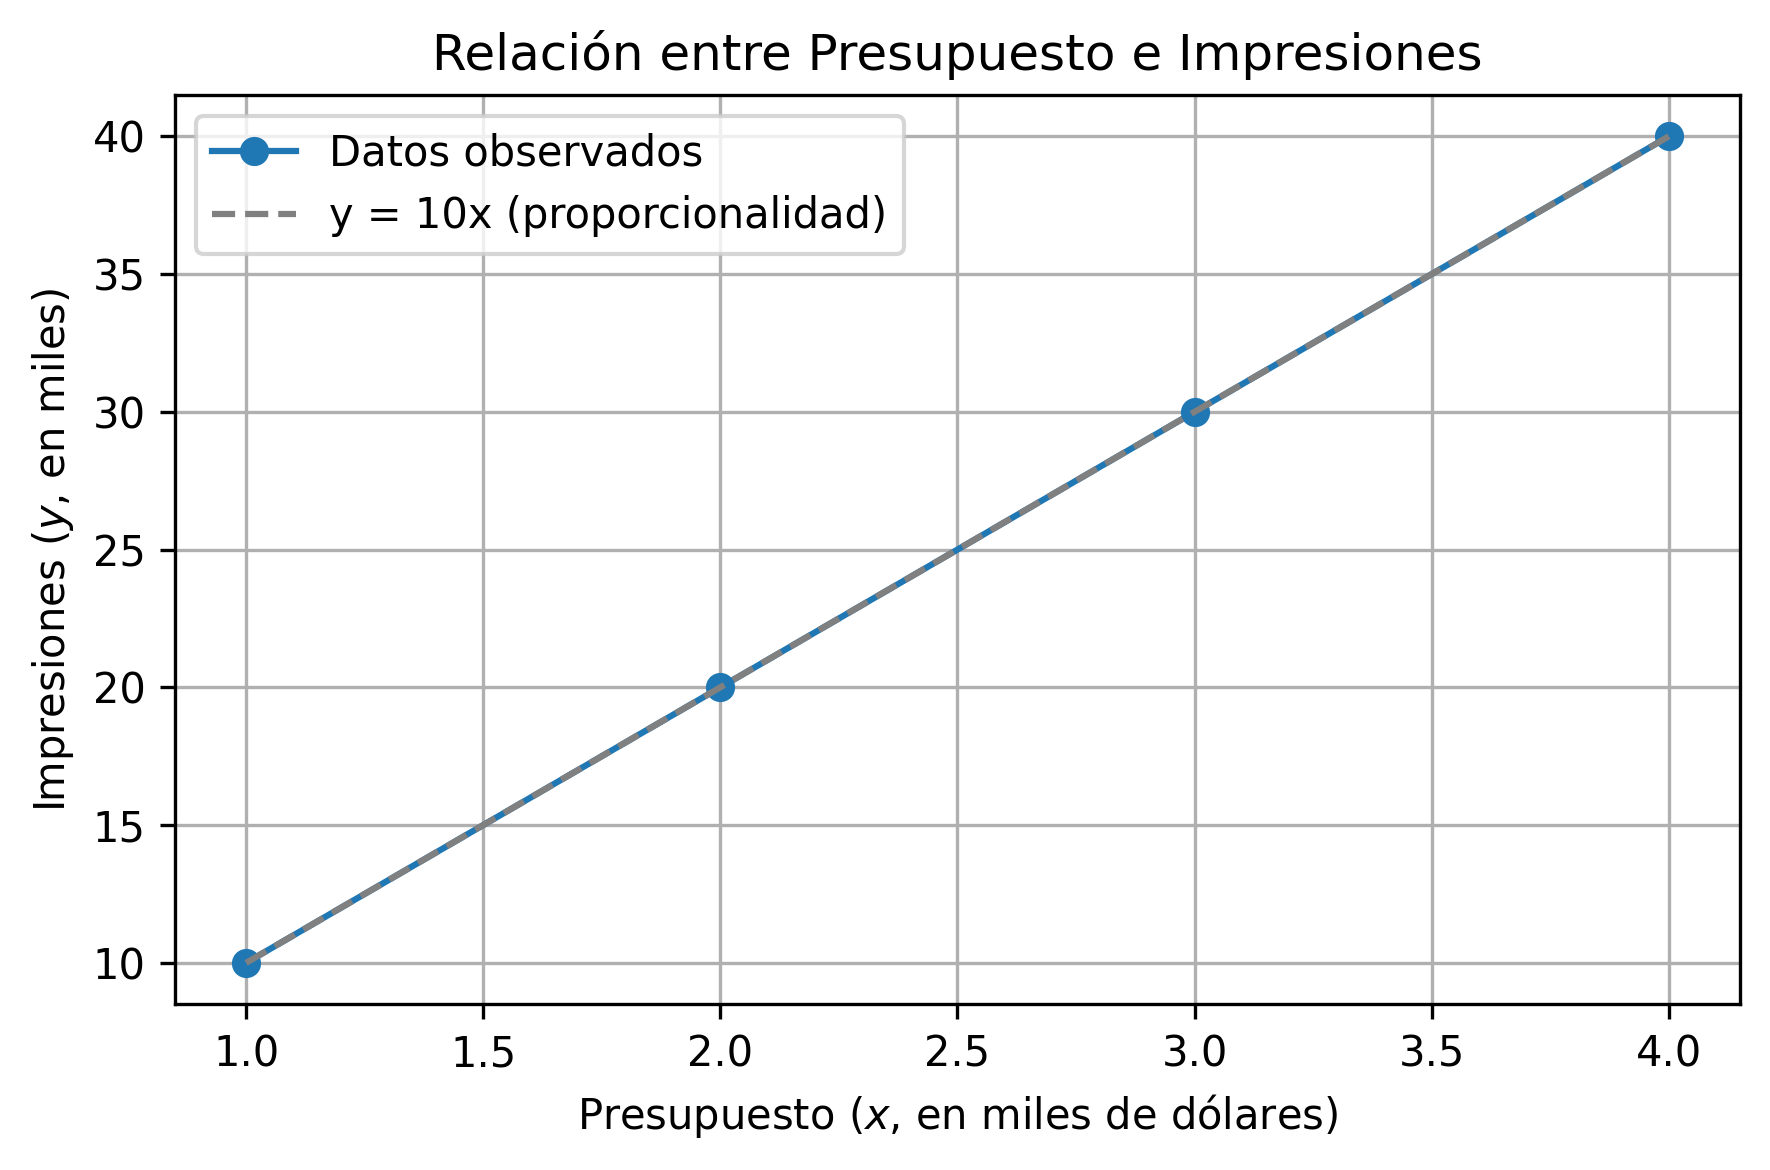 Relación entre Presupuesto e Impresiones
Datos observados
y = 10x (proporcionalidad)
Impresiones (y, en miles)
40
35
30
25
20
15
10
1.0 1.5 2.0 2.5 3.0 3.5 4.0
Presupuesto (x, en miles de dólares)